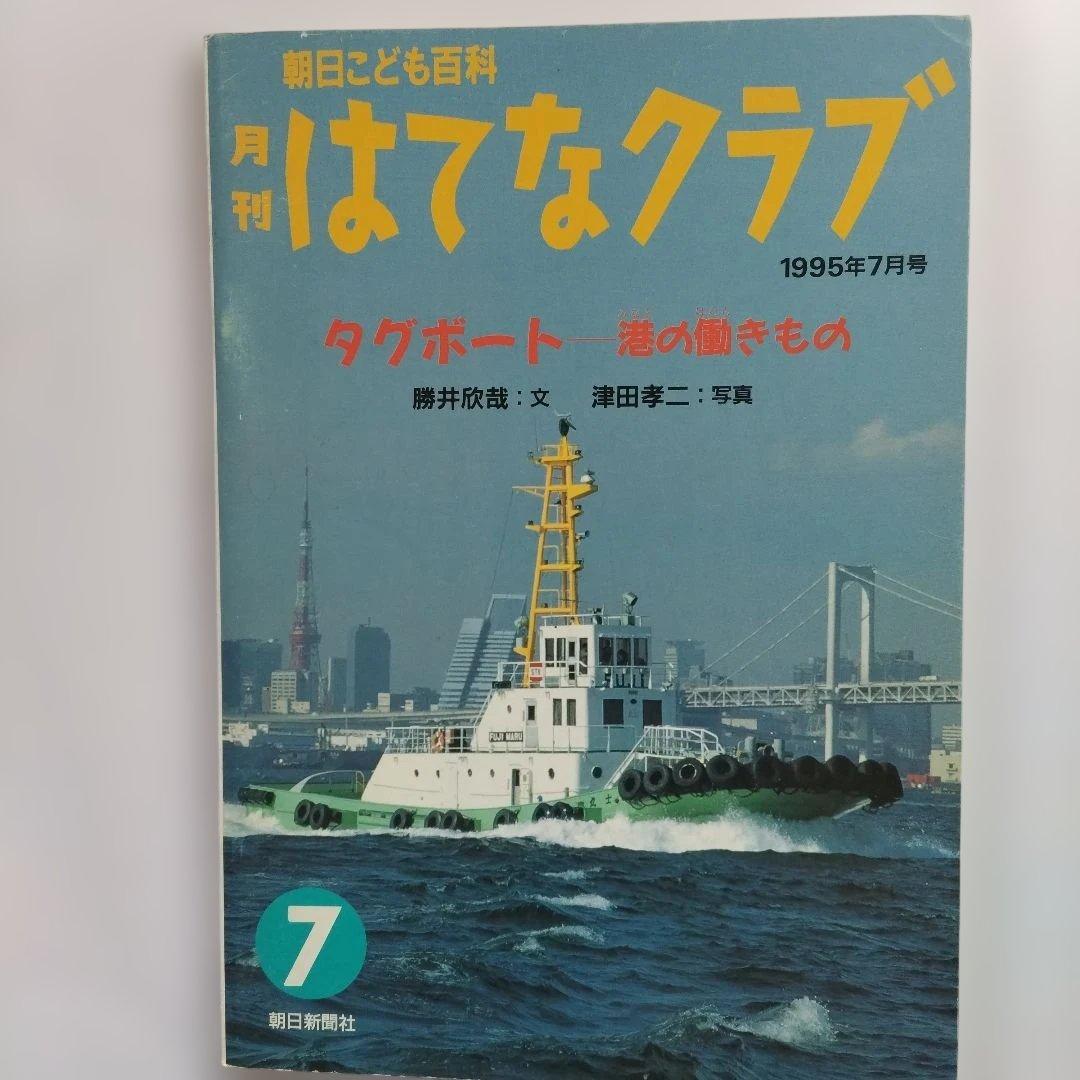 朝日こども百科
月刊 はてなクラブ
1995年7月号
タグボート―港の働きもの
勝井欣哉：文　津田孝二：写真
STK
FUJI MARU
7
朝日新聞社